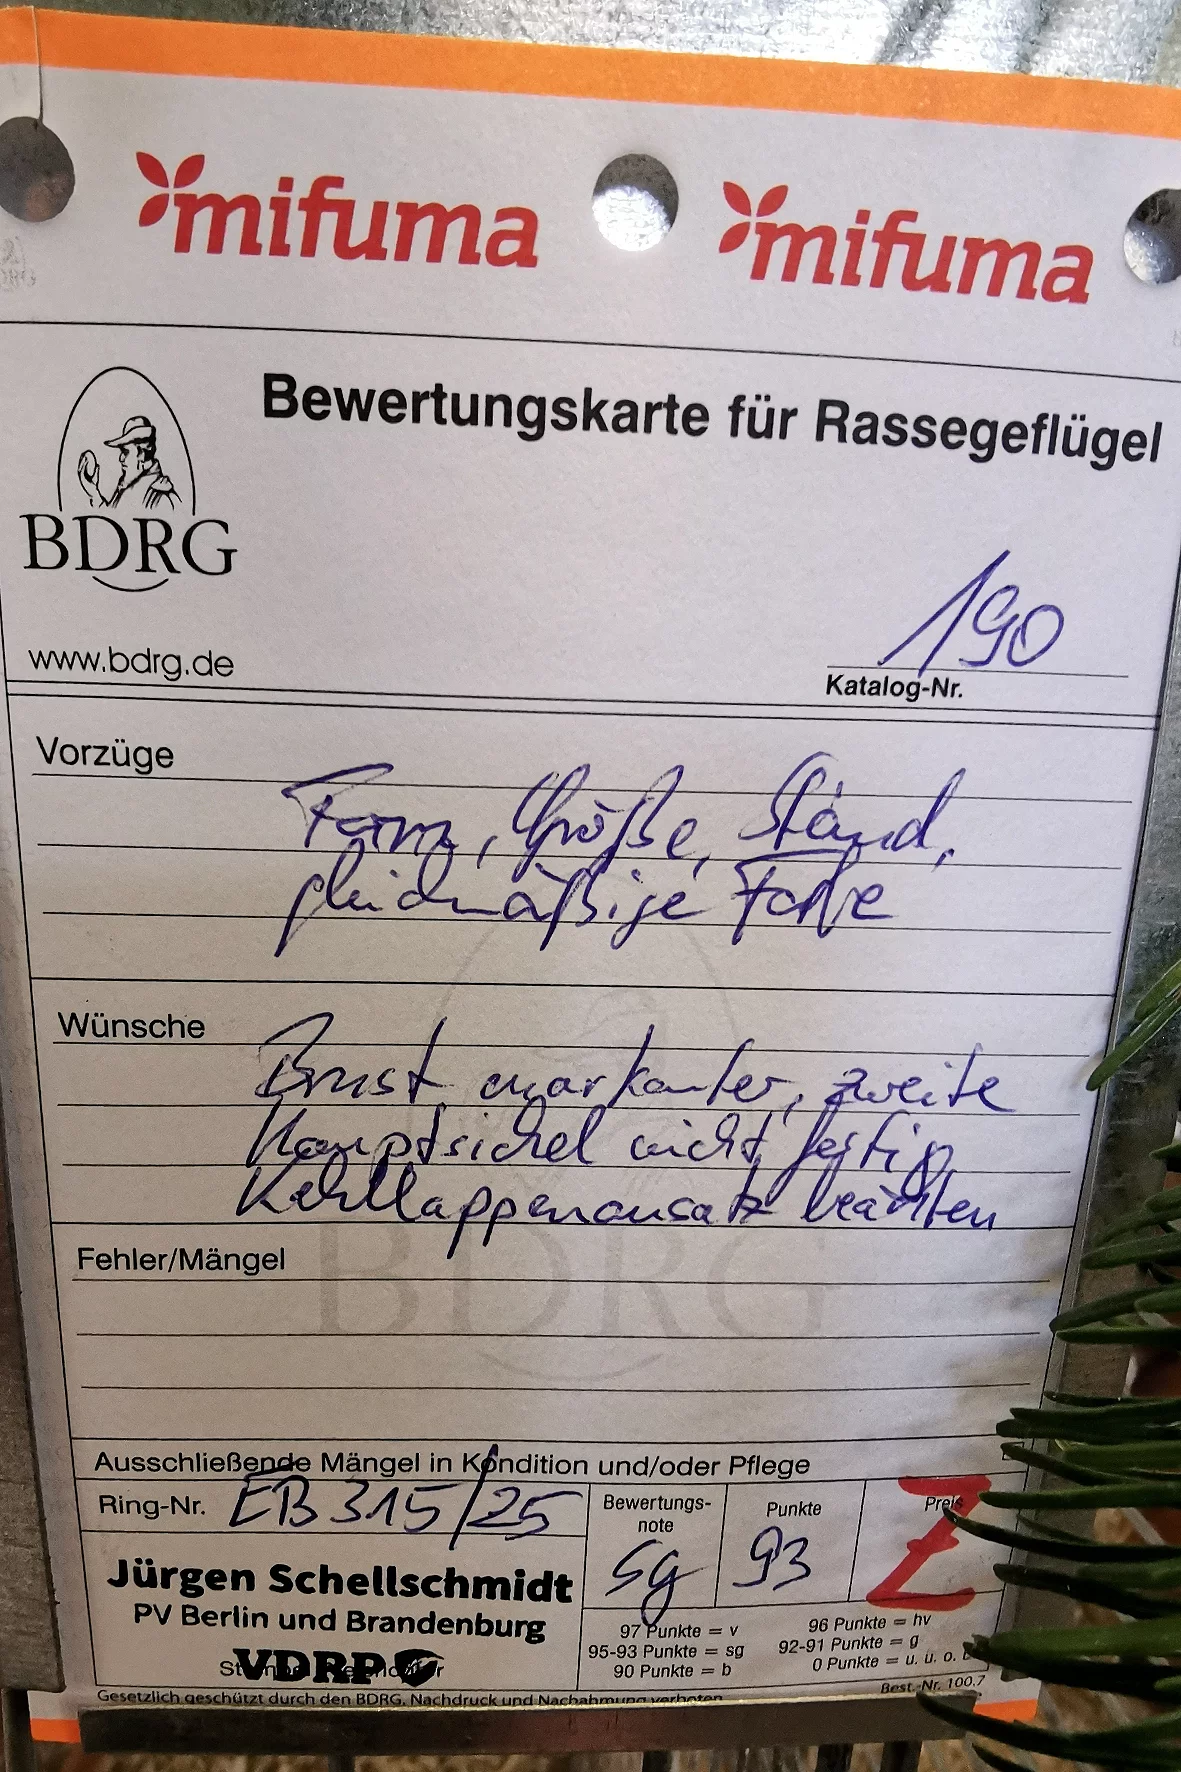 mifuma mifuma
Bewertungskarte für Rassegeflügel
BDRG
www.bdrg.de
190
Katalog-Nr.
Vorzüge
Form, Größe, Stand,
gleichmäßige Farbe
Wünsche
Brust markanter, zweite
Hauptsichel nicht fertig
Kehllappenansatz beachten
BDRG
Fehler/Mängel
Ausschließende Mängel in Kondition und/oder Pflege
Ring-Nr. EB 315/25
Bewertungs-
note
sg
Punkte
93
Preis
Z
Jürgen Schellschmidt
PV Berlin und Brandenburg
VDRP
97 Punkte = v
95-93 Punkte = sg
90 Punkte = b
96 Punkte = hv
92-91 Punkte = g
0 Punkte = u. ü. o.
Gesetzlich geschützt durch den BDRG. Nachdruck und Nachahmung verboten
Best.-Nr. 100.7